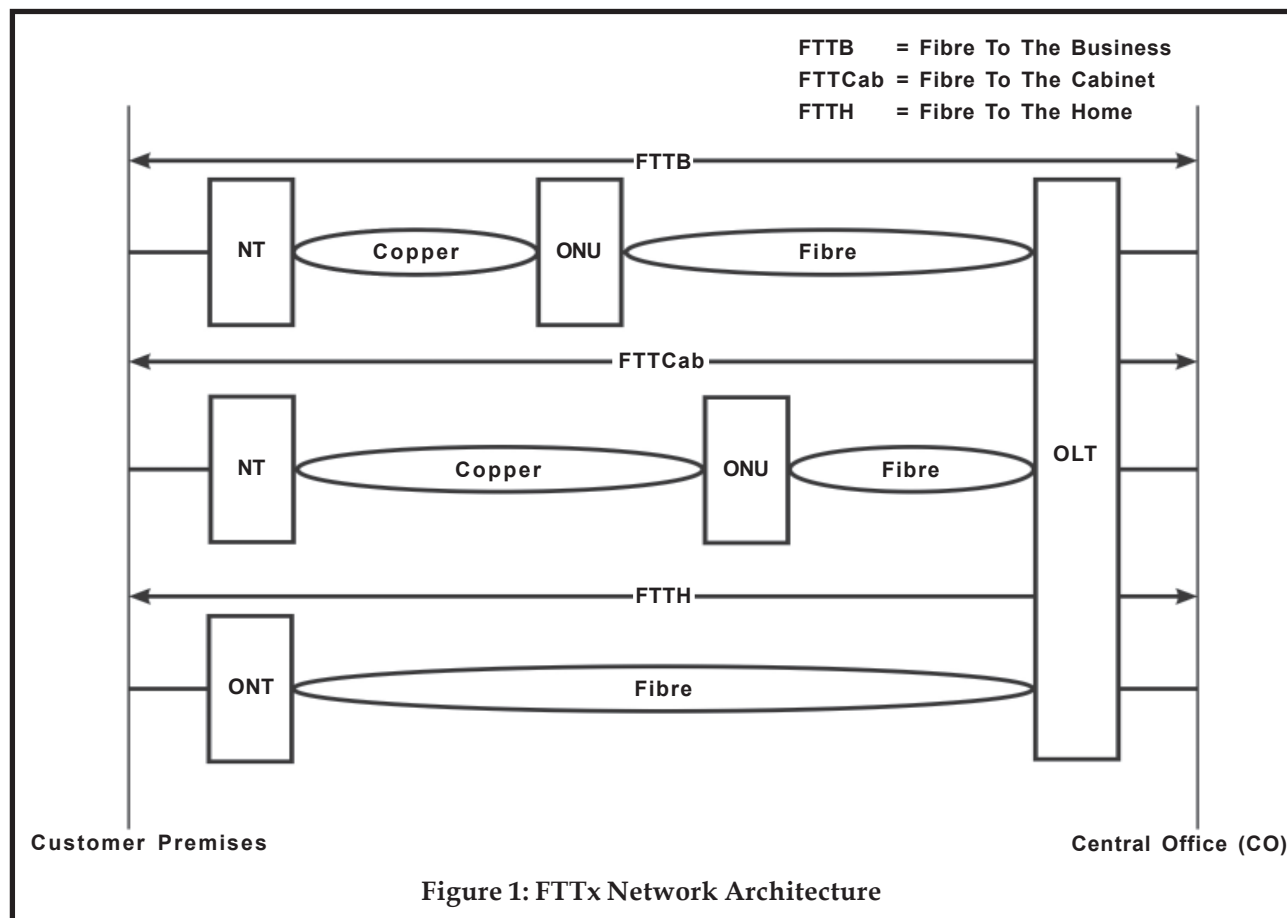 FTTB = Fibre To The Business
FTTCab = Fibre To The Cabinet
FTTH = Fibre To The Home
FTTB
NT Copper ONU Fibre
FTTCab
NT Copper ONU Fibre OLT
FTTH
ONT Fibre
Customer Premises Central Office (CO)
Figure 1: FTTx Network Architecture